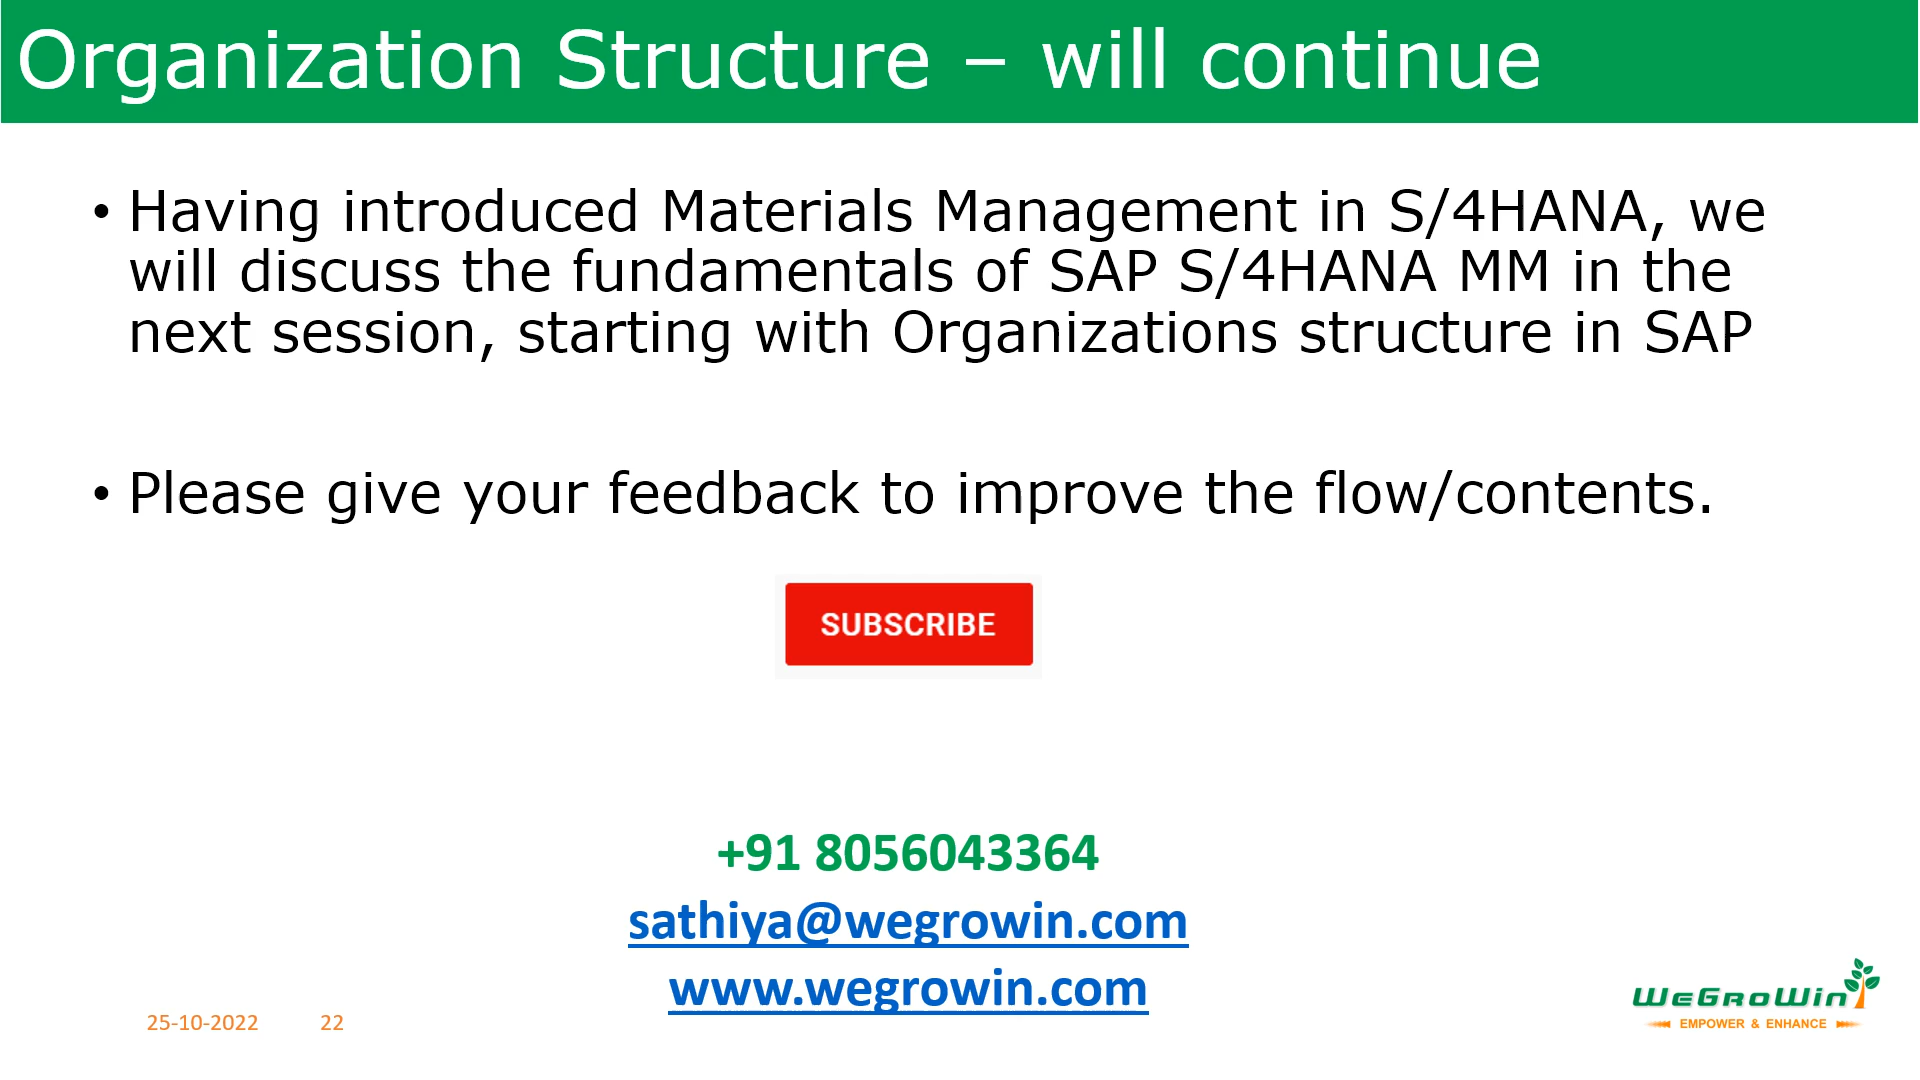 Organization Structure – will continue
• Having introduced Materials Management in S/4HANA, we
will discuss the fundamentals of SAP S/4HANA MM in the
next session, starting with Organizations structure in SAP
• Please give your feedback to improve the flow/contents.
SUBSCRIBE
+91 8056043364
sathiya@wegrowin.com
www.wegrowin.com
25-10-2022 22
WeGroWin
EMPOWER & ENHANCE